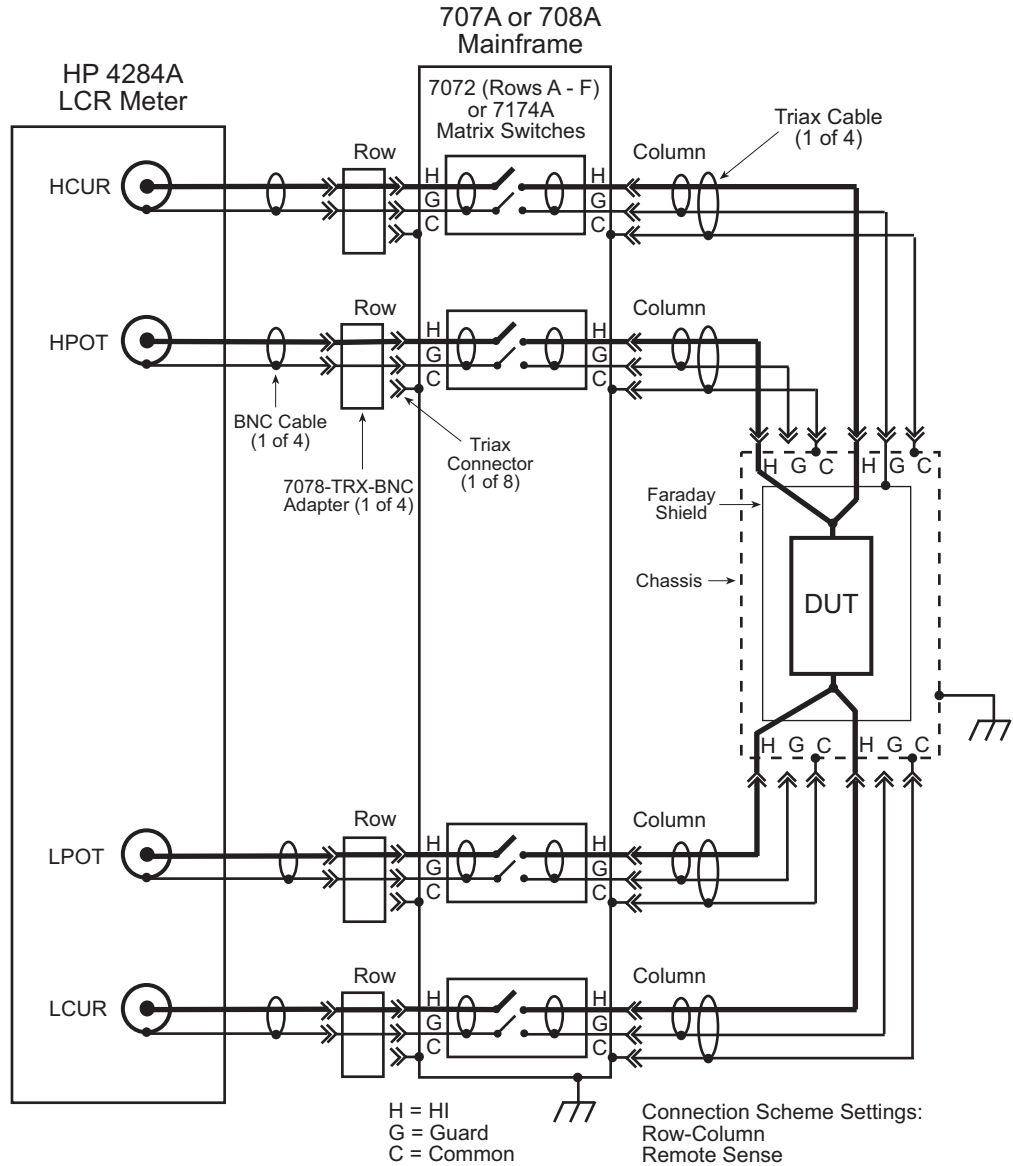 707A or 708A
Mainframe
HP 4284A
LCR Meter
7072 (Rows A - F)
or 7174A
Matrix Switches
Triax Cable
(1 of 4)
HCUR
Row
H
G
C
H
G
C
Column
HPOT
Row
H
G
C
H
G
C
Column
BNC Cable
(1 of 4)
7078-TRX-BNC
Adapter (1 of 4)
Triax
Connector
(1 of 8)
H G C H G C
Faraday
Shield
Chassis
DUT
H G C H G C
LPOT
Row
H
G
C
H
G
C
Column
LCUR
Row
H
G
C
H
G
C
Column
H = HI
G = Guard
C = Common
Connection Scheme Settings:
Row-Column
Remote Sense